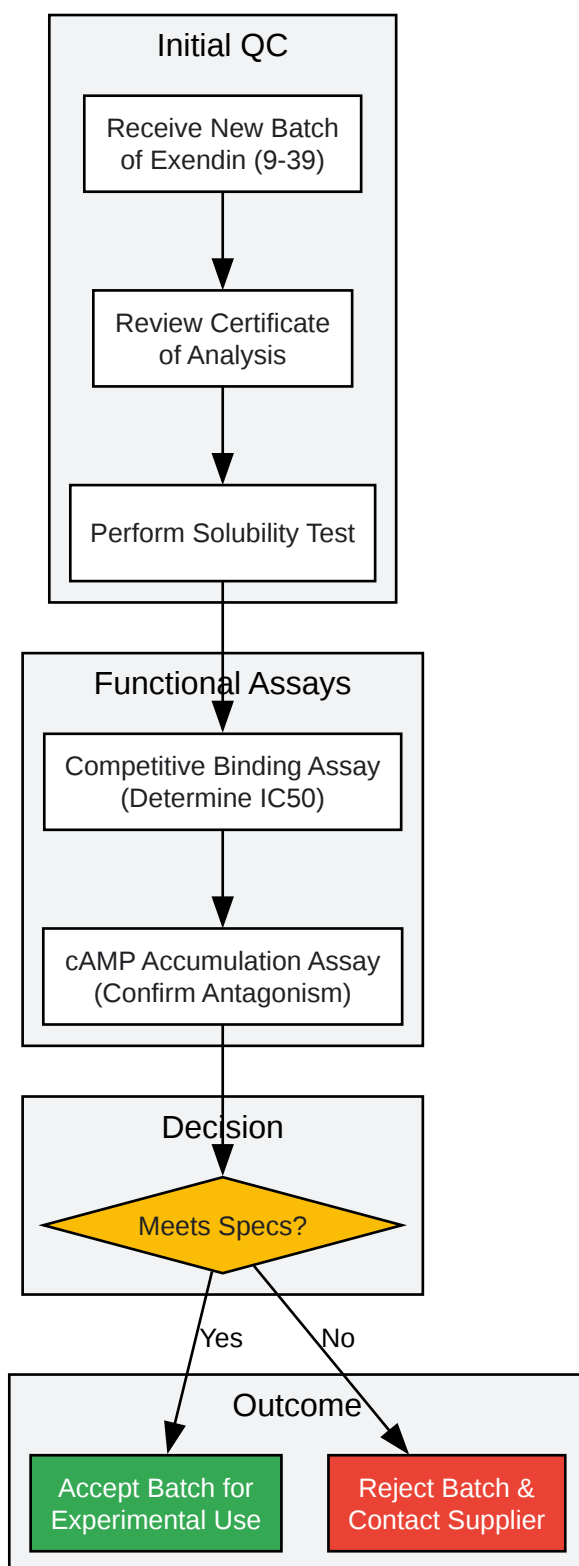 Initial QC
Receive New Batch
of Exendin (9-39)
Review Certificate
of Analysis
Perform Solubility Test
Functional Assays
Competitive Binding Assay
(Determine IC50)
cAMP Accumulation Assay
(Confirm Antagonism)
Decision
Meets Specs?
Yes
No
Outcome
Accept Batch for
Experimental Use
Reject Batch &
Contact Supplier